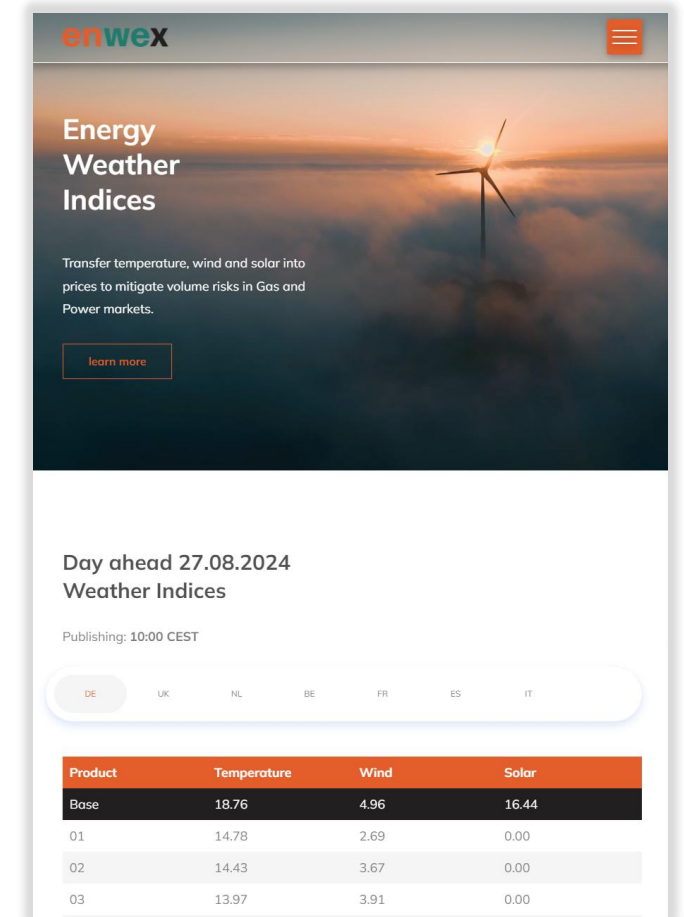 enwex
Energy
Weather
Indices
Transfer temperature, wind and solar into
prices to mitigate volume risks in Gas and
Power markets.
learn more
Day ahead 27.08.2024
Weather Indices
Publishing: 10:00 CEST
DE UK NL BE FR ES IT
Product Temperature Wind Solar
Base 18.76 4.96 16.44
01 14.78 2.69 0.00
02 14.43 3.67 0.00
03 13.97 3.91 0.00